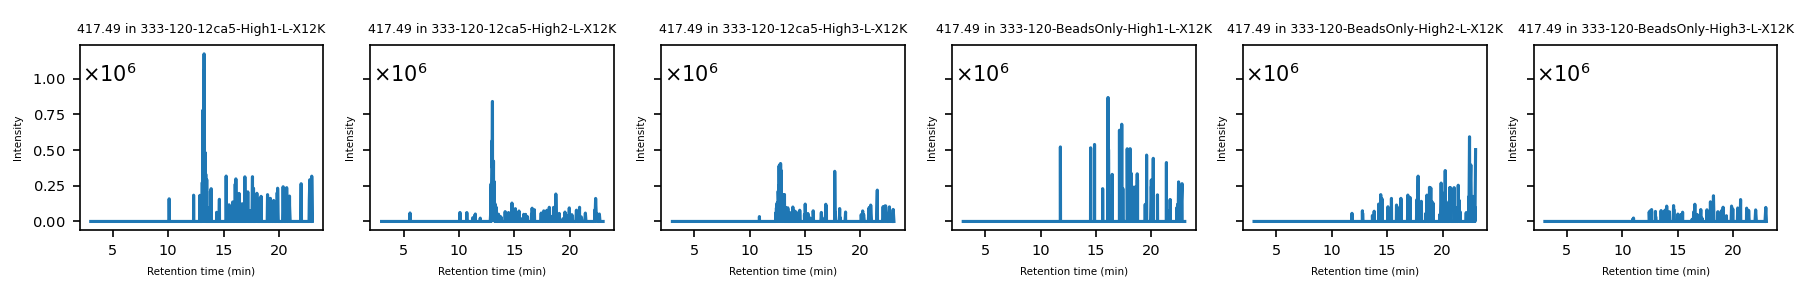 417.49 in 333-120-12ca5-High1-L-X12K 417.49 in 333-120-12ca5-High2-L-X12K 417.49 in 333-120-12ca5-High3-L-X12K 417.49 in 333-120-BeadsOnly-High1-L-X12K 417.49 in 333-120-BeadsOnly-High2-L-X12K 417.49 in 333-120-BeadsOnly-High3-L-X12K
×10⁶ ×10⁶ ×10⁶ ×10⁶ ×10⁶ ×10⁶
1.00
0.75
0.50
0.25
0.00
Intensity Intensity Intensity Intensity Intensity Intensity
5 10 15 20 5 10 15 20 5 10 15 20 5 10 15 20 5 10 15 20 5 10 15 20
Retention time (min) Retention time (min) Retention time (min) Retention time (min) Retention time (min) Retention time (min)